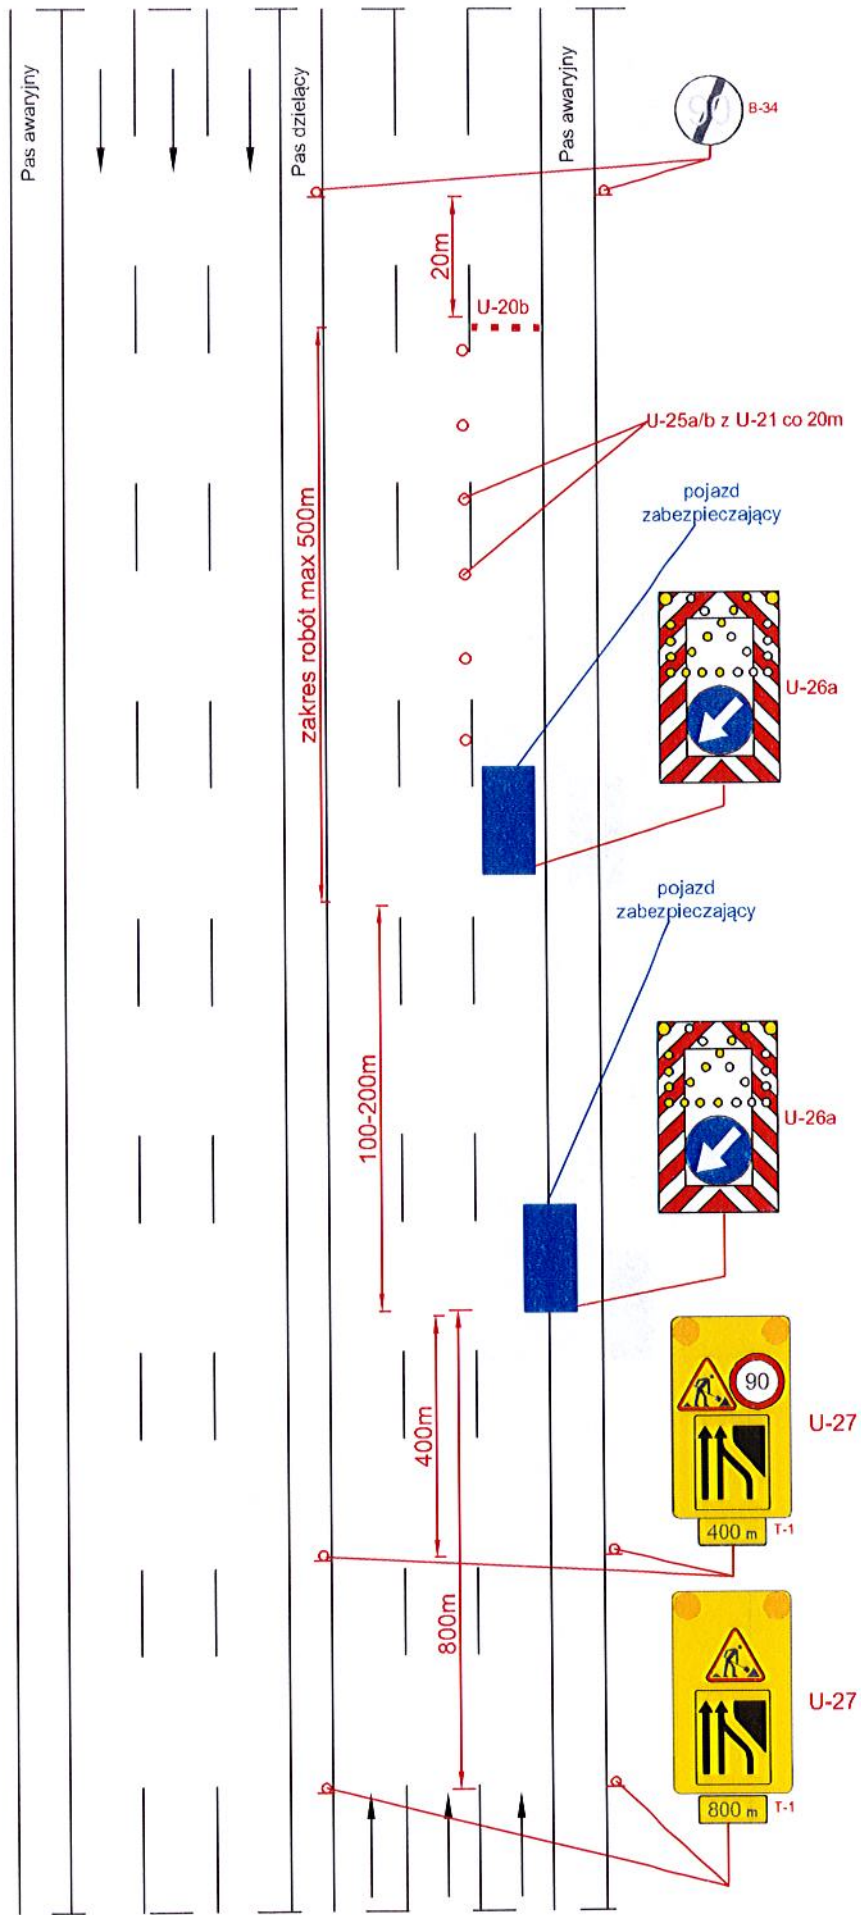 Pas awaryjny
Pas dzielący
Pas awaryjny
90
B-34
20m
U-20b
U-25a/b z U-21 co 20m
zakres robót max 500m
pojazd
zabezpieczający
U-26a
pojazd
zabezpieczający
100-200m
U-26a
90
U-27
400m
400 m
T-1
800m
U-27
800 m
T-1